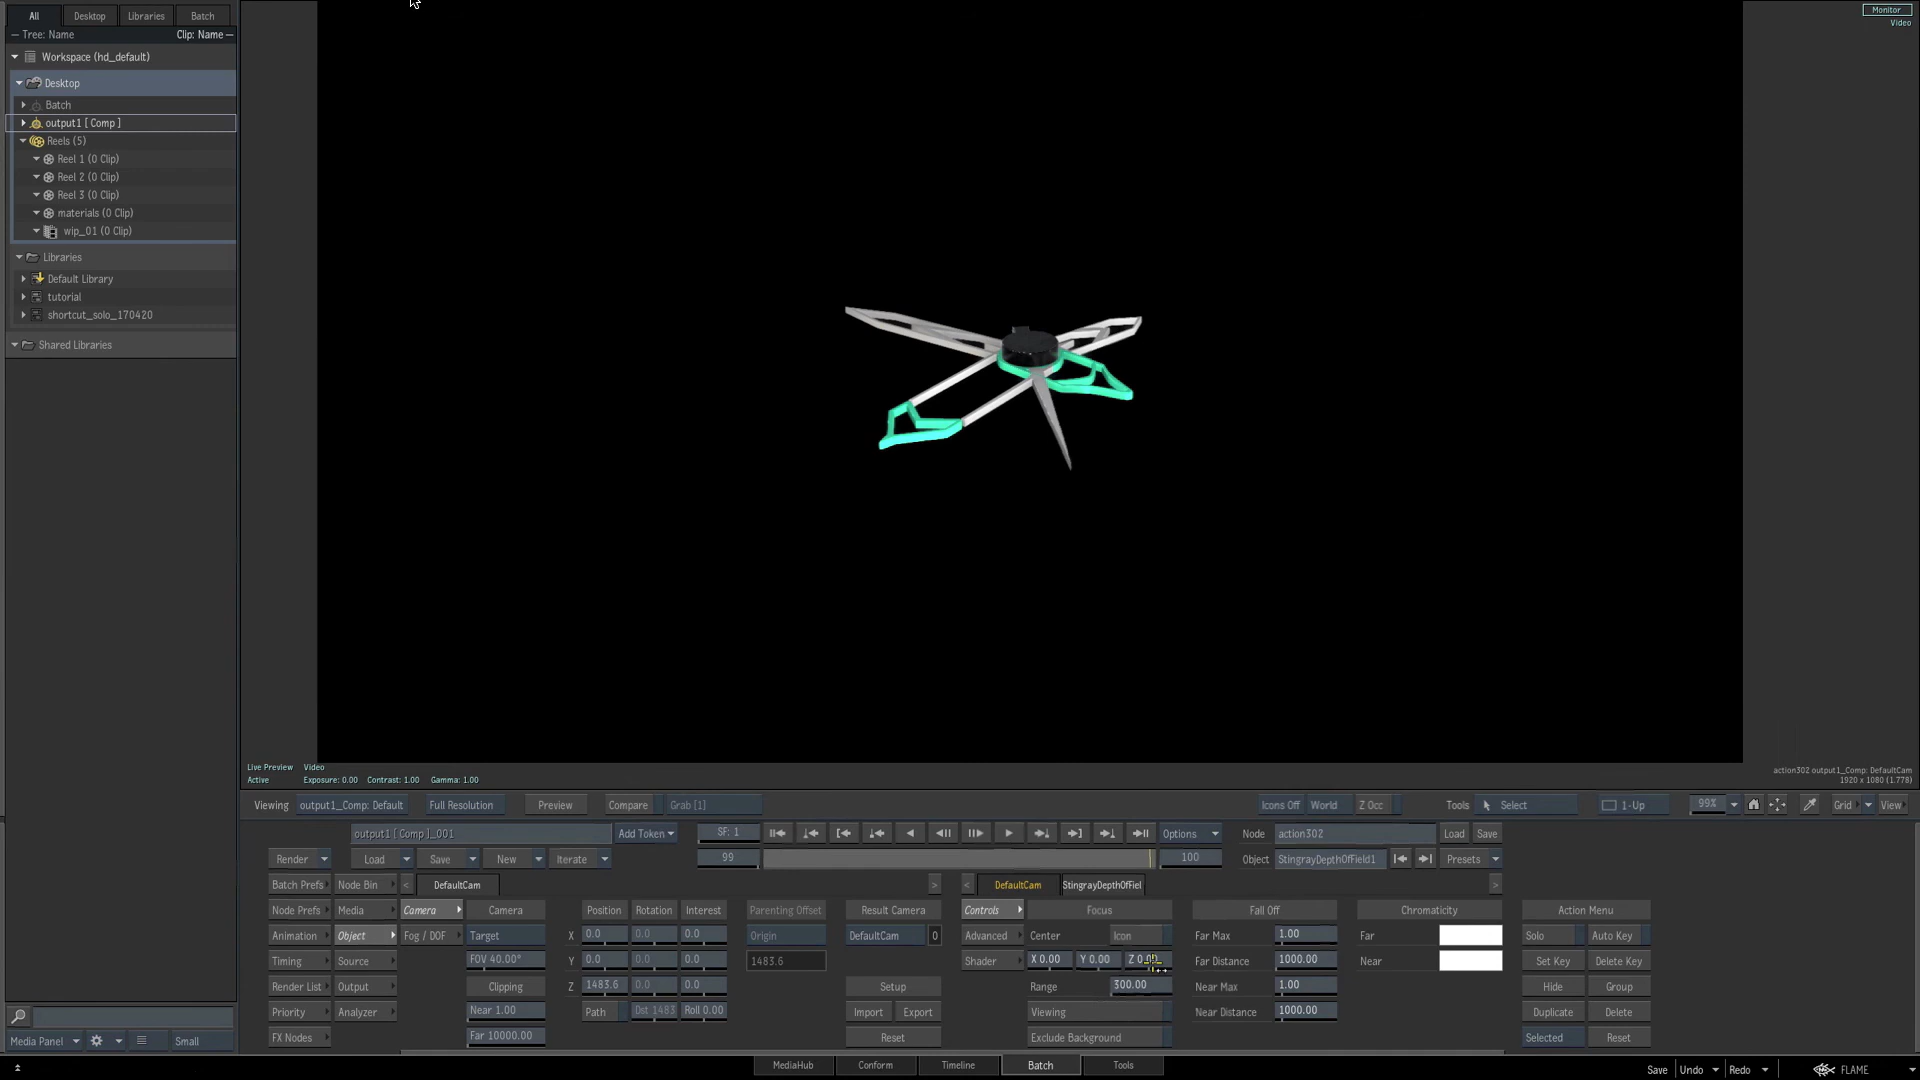 All Desktop Libraries Batch
Tree: Name Clip: Name
Workspace (hd_default)
Desktop
Batch
output1 [ Comp ]
Reels (5)
Reel 1 (0 Clip)
Reel 2 (0 Clip)
Reel 3 (0 Clip)
materials (0 Clip)
wip_01 (0 Clip)
Libraries
Default Library
tutorial
shortcut_solo_170420
Shared Libraries
Monitor
Video
Live Preview Video
Active Exposure: 0.00 Contrast: 1.00 Gamma: 1.00
action302 output1_Comp: DefaultCam
1920 x 1080 (1.778)
Viewing output1_Comp: Default Full Resolution Preview Compare Grab [1] Icons Off World Z Occ Tools Select 1-Up 99% Grid View
output1 [ Comp ]_001 Add Token SF: 1 Options Node action302 Load Save
Render Load Save New Iterate 99 100 Object StingrayDepthOfField1 Presets
Batch Prefs Node Bin < DefaultCam > < DefaultCam StingrayDepthOfFiel >
Node Prefs Media Camera Camera Position Rotation Interest Parenting Offset Result Camera Controls Focus Fall Off Chromaticity Action Menu
Animation Object Fog / DOF Target X 0.0 0.0 0.0 Origin DefaultCam 0 Advanced Center Icon Far Max 1.00 Far Solo Auto Key
Timing Source FOV 40.00° Y 0.0 0.0 0.0 1483.6 Shader X 0.00 Y 0.00 Far Distance 1000.00 Near Set Key Delete Key
Render List Output Clipping Z 1483.6 0.0 0.0 Setup Range 300.00 Near Max 1.00 Hide Group
Priority Analyzer Near 1.00 Path Dst 1483 Roll 0.00 Import Export Viewing Near Distance 1000.00 Duplicate Delete
FX Nodes Far 10000.00 Reset Exclude Background Selected Reset
Media Panel Small
MediaHub Conform Timeline Batch Tools Save Undo Redo FLAME